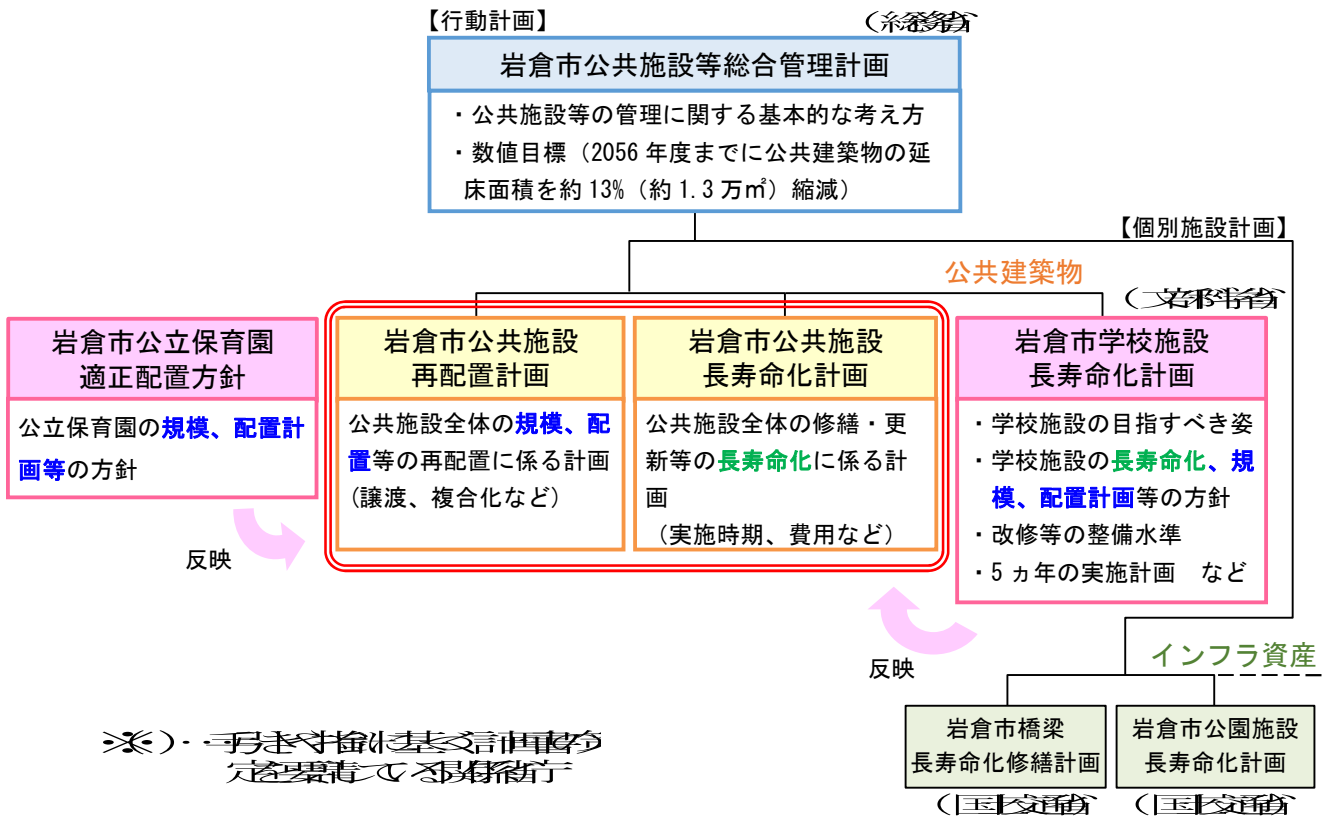 【行動計画】
岩倉市公共施設等総合管理計画
・公共施設等の管理に関する基本的な考え方
・数値目標（2056年度までに公共建築物の延
床面積を約13%（約1.3万㎡）縮減）
【個別施設計画】
公共建築物
岩倉市公立保育園
適正配置方針
公立保育園の規模、配置計
画等の方針
反映
岩倉市公共施設
再配置計画
公共施設全体の規模、配
置等の再配置に係る計画
(譲渡、複合化など）
岩倉市公共施設
長寿命化計画
公共施設全体の修繕・更
新等の長寿命化に係る計
画
（実施時期、費用など）
岩倉市学校施設
長寿命化計画
・学校施設の目指すべき姿
・学校施設の長寿命化、規
模、配置計画等の方針
・改修等の整備水準
・5ヵ年の実施計画　など
反映
インフラ資産
岩倉市橋梁
長寿命化修繕計画
岩倉市公園施設
長寿命化計画